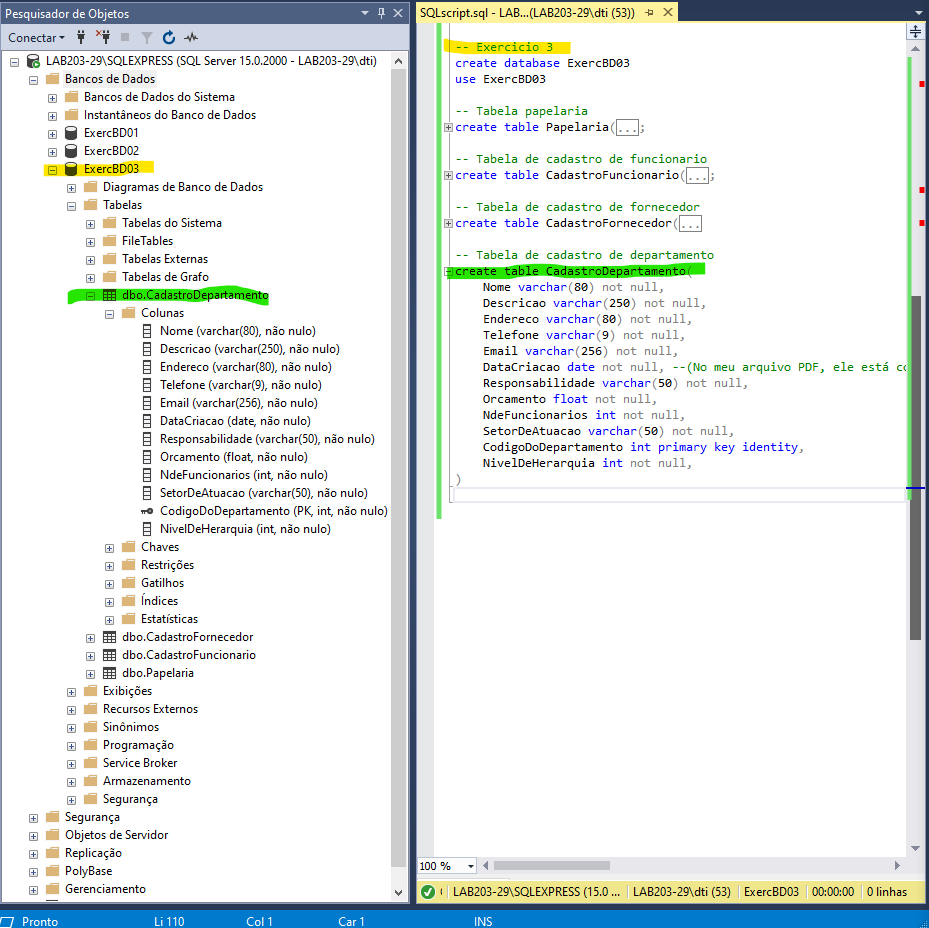 Pesquisador de Objetos
Conectar
LAB203-29\SQLEXPRESS (SQL Server 15.0.2000 - LAB203-29\dti)
Bancos de Dados
Bancos de Dados do Sistema
Instantâneos do Banco de Dados
ExercBD01
ExercBD02
ExercBD03
Diagramas de Banco de Dados
Tabelas
Tabelas do Sistema
FileTables
Tabelas Externas
Tabelas de Grafo
dbo.CadastroDepartamento
Colunas
Nome (varchar(80), não nulo)
Descricao (varchar(250), não nulo)
Endereco (varchar(80), não nulo)
Telefone (varchar(9), não nulo)
Email (varchar(256), não nulo)
DataCriacao (date, não nulo)
Responsabilidade (varchar(50), não nulo)
Orcamento (float, não nulo)
NdeFuncionarios (int, não nulo)
SetorDeAtuacao (varchar(50), não nulo)
CodigoDoDepartamento (PK, int, não nulo)
NivelDeHerarquia (int, não nulo)
Chaves
Restrições
Gatilhos
Índices
Estatísticas
dbo.CadastroFornecedor
dbo.CadastroFuncionario
dbo.Papelaria
Exibições
Recursos Externos
Sinônimos
Programação
Service Broker
Armazenamento
Segurança
Segurança
Objetos de Servidor
Replicação
PolyBase
Gerenciamento
SQLscript.sql - LAB...(LAB203-29\dti (53))
-- Exercicio 3
create database ExercBD03
use ExercBD03
-- Tabela papelaria
create table Papelaria(...;
-- Tabela de cadastro de funcionario
create table CadastroFuncionario(...;
-- Tabela de cadastro de fornecedor
create table CadastroFornecedor(...
-- Tabela de cadastro de departamento
create table CadastroDepartamento(
Nome varchar(80) not null,
Descricao varchar(250) not null,
Endereco varchar(80) not null,
Telefone varchar(9) not null,
Email varchar(256) not null,
DataCriacao date not null, --(No meu arquivo PDF, ele está co
Responsabilidade varchar(50) not null,
Orcamento float not null,
NdeFuncionarios int not null,
SetorDeAtuacao varchar(50) not null,
CodigoDoDepartamento int primary key identity,
NivelDeHerarquia int not null,
)
100 %
LAB203-29\SQLEXPRESS (15.0 ... LAB203-29\dti (53) ExercBD03 00:00:00 0 linhas
Pronto Li 110 Col 1 Car 1 INS